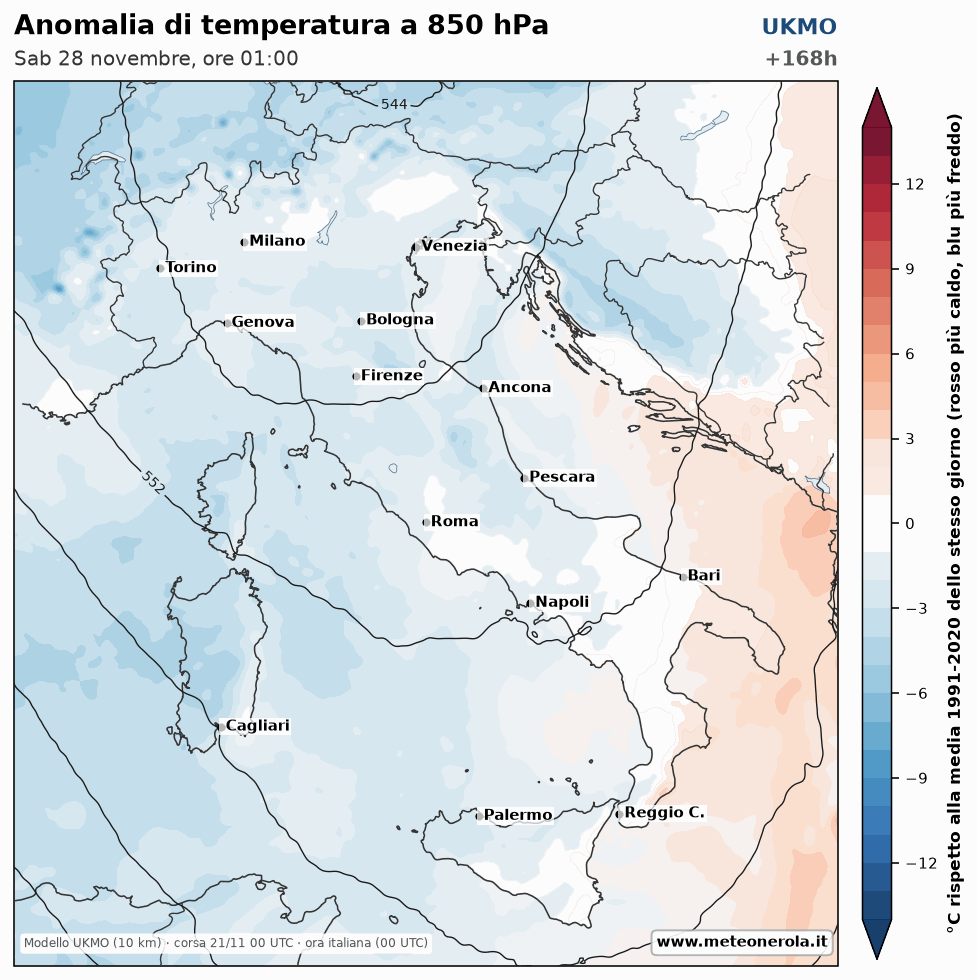 Anomalia di temperatura a 850 hPa
UKMO
Sab 28 novembre, ore 01:00
+168h
544
Milano
Venezia
Torino
Genova
Bologna
Firenze
Ancona
552
Pescara
Roma
Bari
Napoli
Cagliari
Palermo
Reggio C.
Modello UKMO (10 km) · corsa 21/11 00 UTC · ora italiana (00 UTC)
www.meteonerola.it
12
9
6
3
0
−3
−6
−9
−12
°C rispetto alla media 1991-2020 dello stesso giorno (rosso più caldo, blu più freddo)